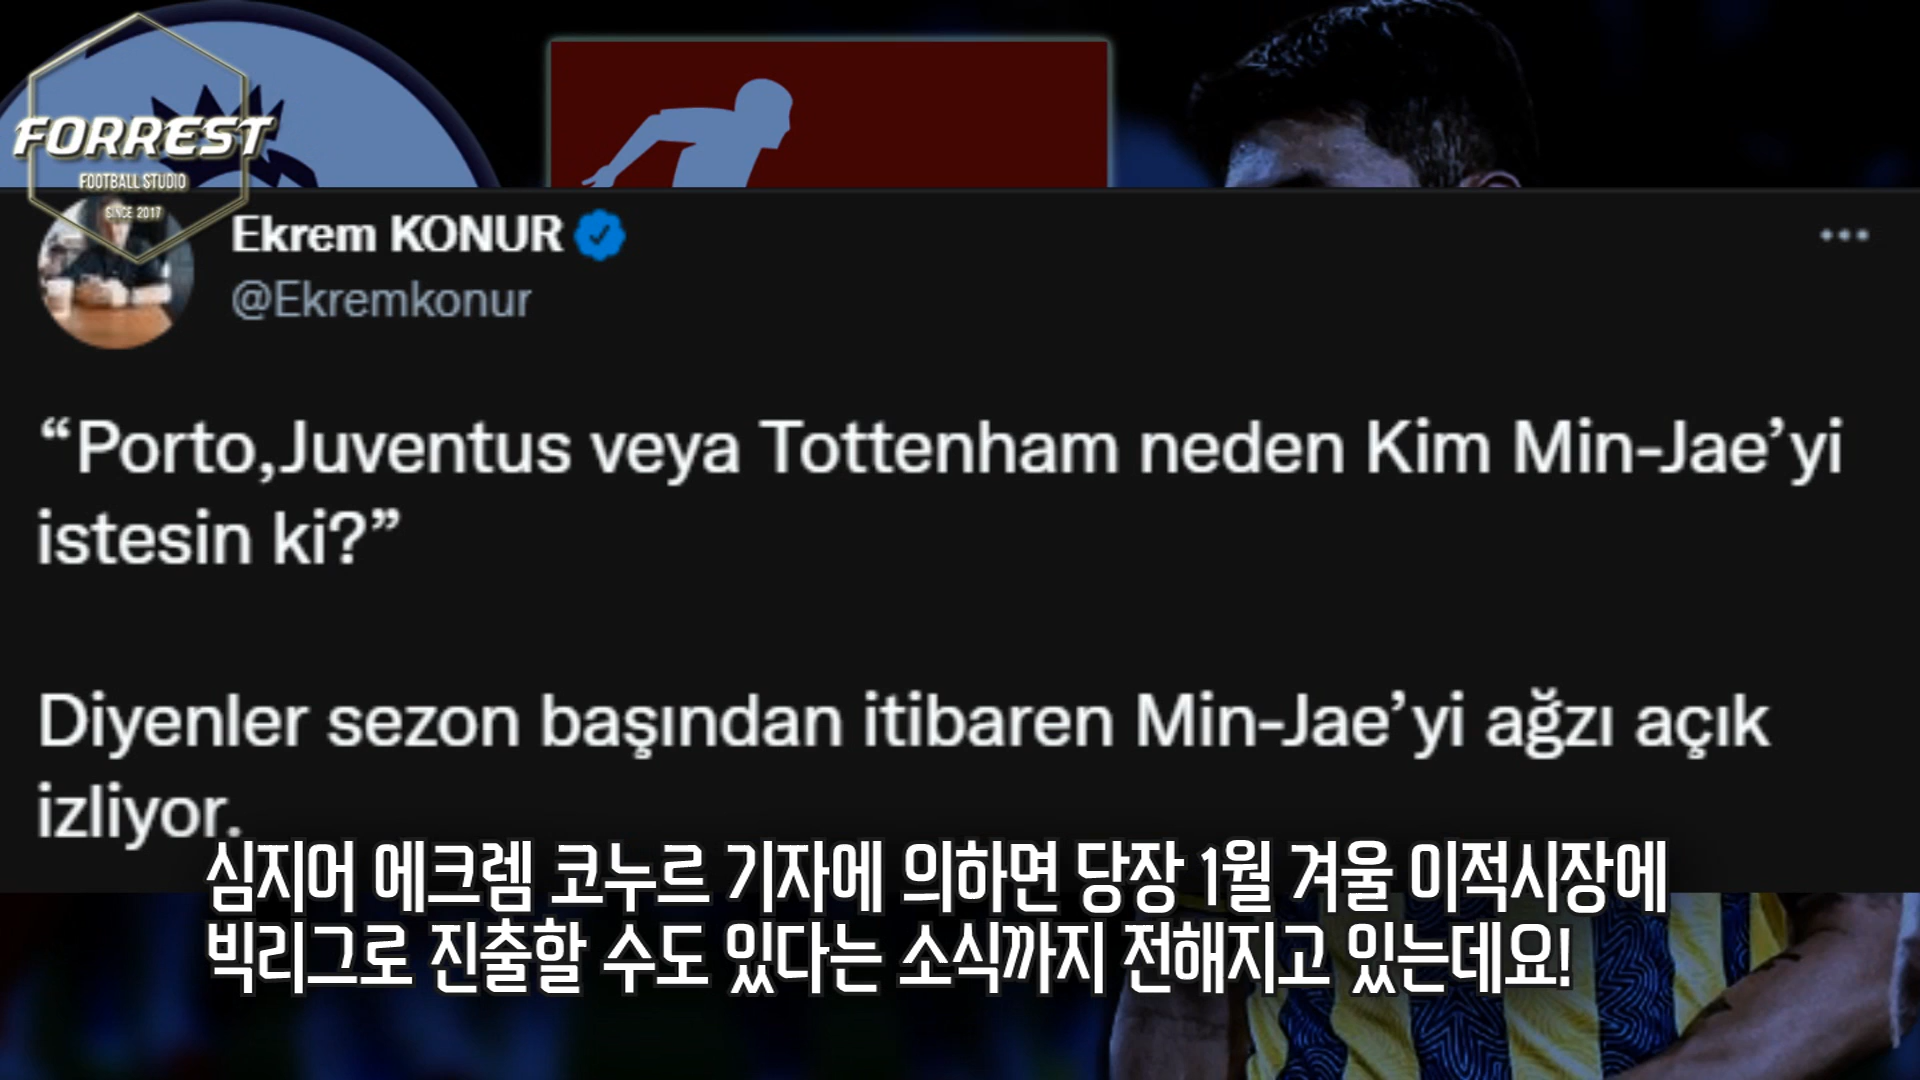 FORREST
FOOTBALL STUDIO
SINCE 2017
Ekrem KONUR
@Ekremkonur
“Porto,Juventus veya Tottenham neden Kim Min-Jae’yi
istesin ki?”
Diyenler sezon başından itibaren Min-Jae’yi ağzı açık
izliyor.
심지어 에크렘 코누르 기자에 의하면 당장 1월 겨울 이적시장에
빅리그로 진출할 수도 있다는 소식까지 전해지고 있는데요!